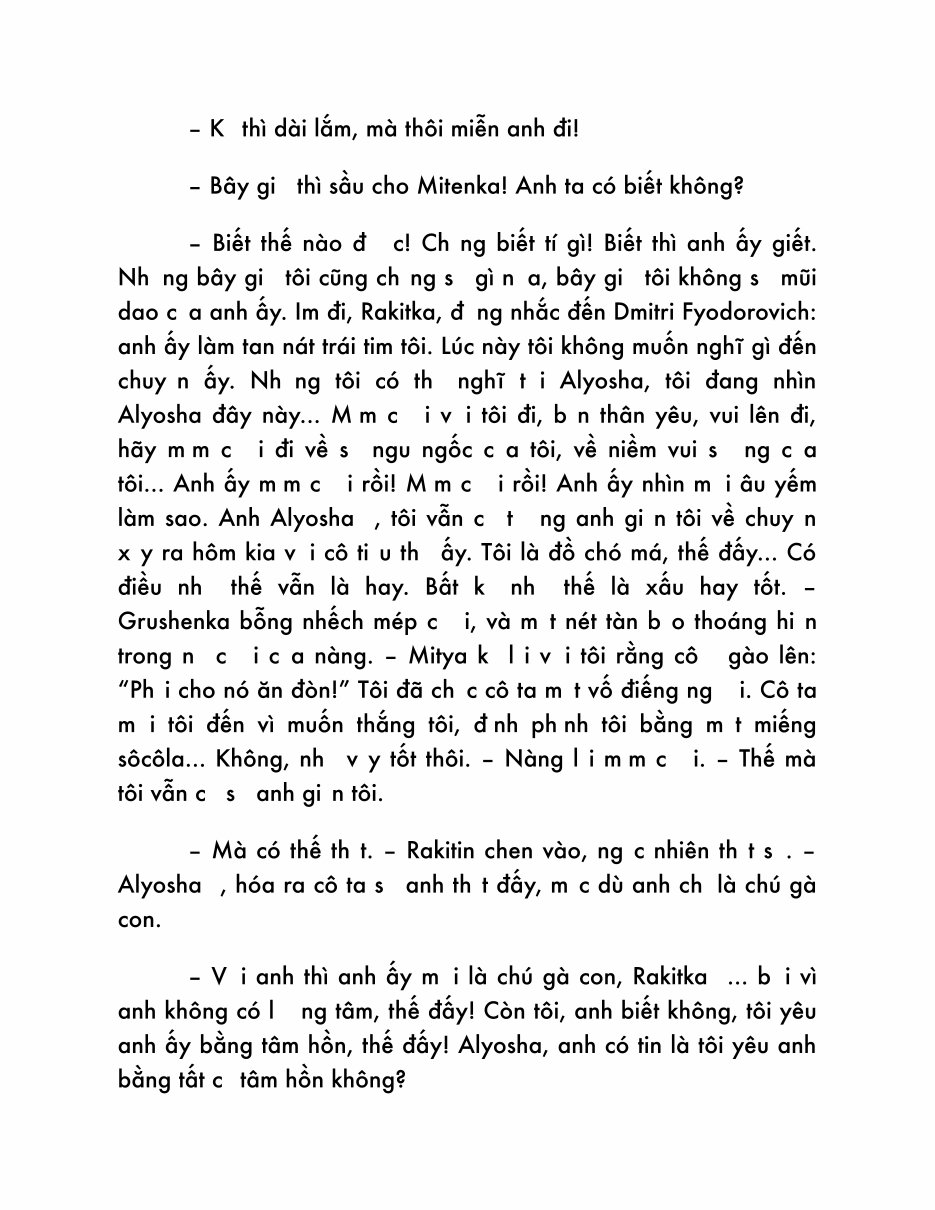 – K  thì dài lắm, mà thôi miễn anh đi!
– Bây gi  thì sầu cho Mitenka! Anh ta có biết không?
– Biết thế nào đ  c! Ch ng biết tí gì! Biết thì anh ấy giết.
Nh ng bây gi  tôi cũng ch ng s  gì n a, bây gi  tôi không s  mũi
dao c a anh ấy. Im đi, Rakitka, đ ng nhắc đến Dmitri Fyodorovich:
anh ấy làm tan nát trái tim tôi. Lúc này tôi không muốn nghĩ gì đến
chuy n ấy. Nh ng tôi có th  nghĩ t i Alyosha, tôi đang nhìn
Alyosha đây này... M m c  i v i tôi đi, b n thân yêu, vui lên đi,
hãy m m c  i đi về s  ngu ngốc c a tôi, về niềm vui s  ng c a
tôi... Anh ấy m m c  i rồi! M m c  i rồi! Anh ấy nhìn m i âu yếm
làm sao. Anh Alyosha  , tôi vẫn c  t  ng anh gi n tôi về chuy n
x y ra hôm kia v i cô ti u th  ấy. Tôi là đồ chó má, thế đấy... Có
điều nh  thế vẫn là hay. Bất k  nh  thế là xấu hay tốt. –
Grushenka bỗng nhếch mép c  i, và m t nét tàn b o thoáng hi n
trong n  c  i c a nàng. – Mitya k  l i v i tôi rằng cô   gào lên:
“Ph i cho nó ăn đòn!” Tôi đã ch c cô ta m t vố điếng ng  i. Cô ta
m i tôi đến vì muốn thắng tôi, đ nh ph nh tôi bằng m t miếng
sôcôla... Không, nh  v y tốt thôi. – Nàng l i m m c  i. – Thế mà
tôi vẫn c  s  anh gi n tôi.
– Mà có thế th t. – Rakitin chen vào, ng c nhiên th t s . –
Alyosha  , hóa ra cô ta s  anh th t đấy, m c dù anh ch  là chú gà
con.
– V i anh thì anh ấy m i là chú gà con, Rakitka  ... b i vì
anh không có l  ng tâm, thế đấy! Còn tôi, anh biết không, tôi yêu
anh ấy bằng tâm hồn, thế đấy! Alyosha, anh có tin là tôi yêu anh
bằng tất c  tâm hồn không?